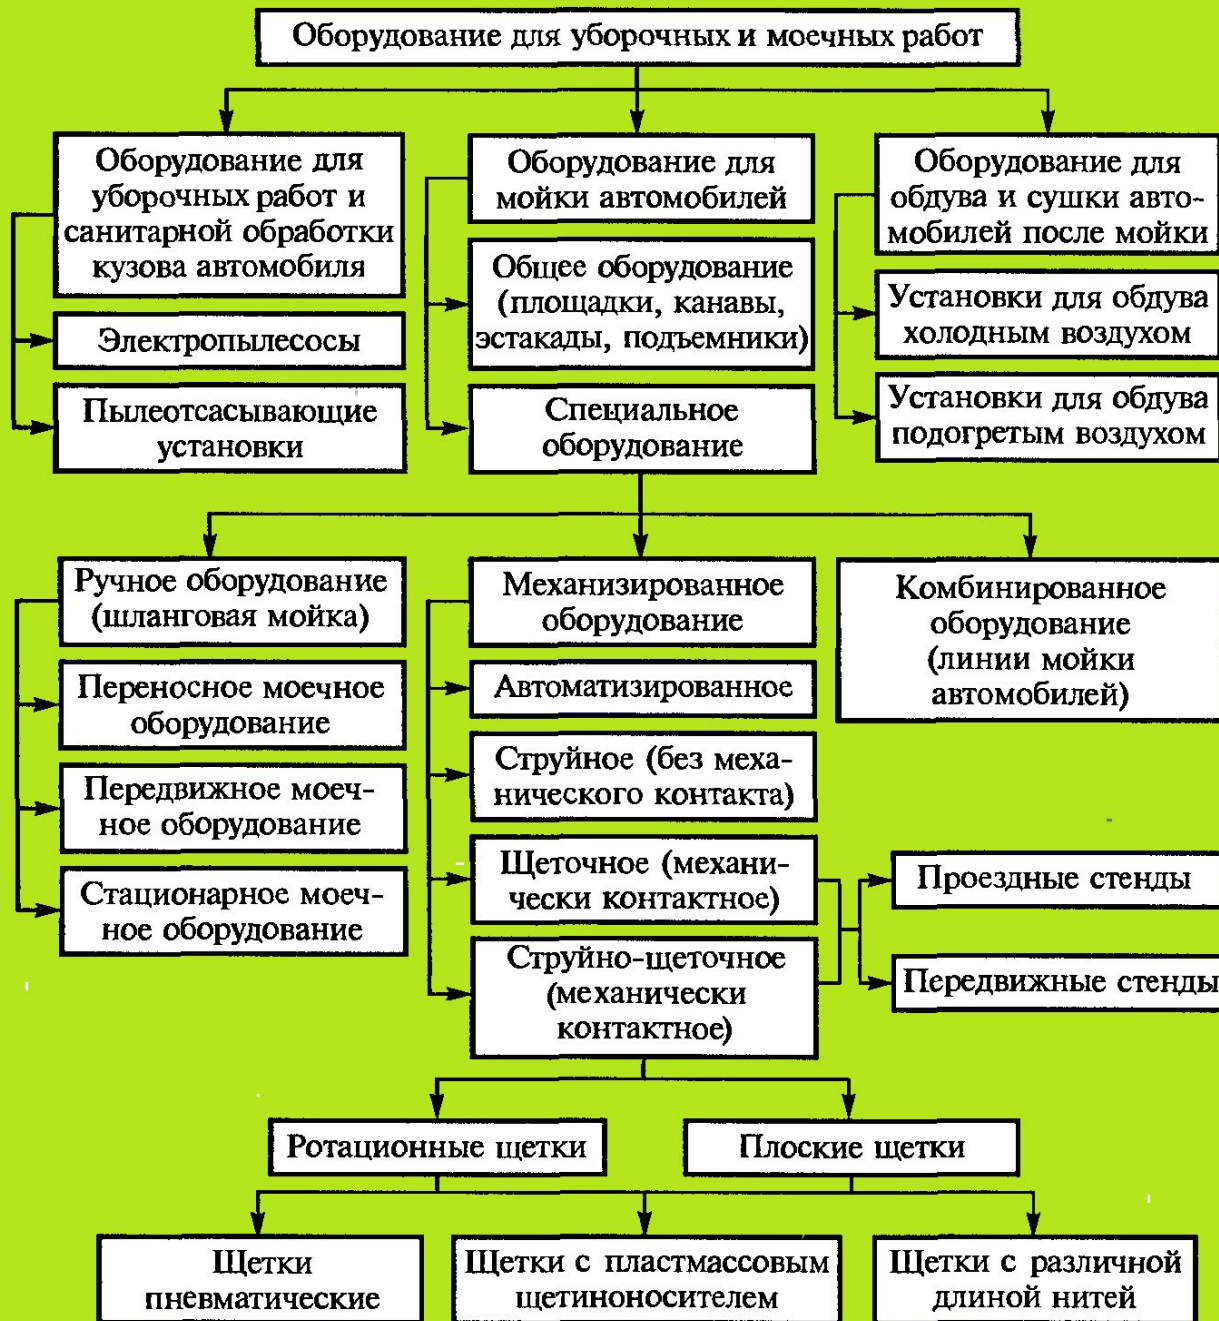 Оборудование для уборочных и моечных работ
Оборудование для
уборочных работ и
санитарной обработки
кузова автомобиля
Электропылесосы
Пылеотсасывающие
установки
Оборудование для
мойки автомобилей
Общее оборудование
(площадки, канавы,
эстакады, подъемники)
Специальное
оборудование
Оборудование для
обдува и сушки авто-
мобилей после мойки
Установки для обдува
холодным воздухом
Установки для обдува
подогретым воздухом
Ручное оборудование
(шланговая мойка)
Переносное моечное
оборудование
Передвижное моеч-
ное оборудование
Стационарное моеч-
ное оборудование
Механизированное
оборудование
Автоматизированное
Струйное (без меха-
нического контакта)
Щеточное (механи-
чески контактное)
Струйно-щеточное
(механически
контактное)
Комбинированное
оборудование
(линии мойки
автомобилей)
Проездные стенды
Передвижные стенды
Ротационные щетки
Плоские щетки
Щетки
пневматические
Щетки с пластмассовым
щетиноносителем
Щетки с различной
длиной нитей